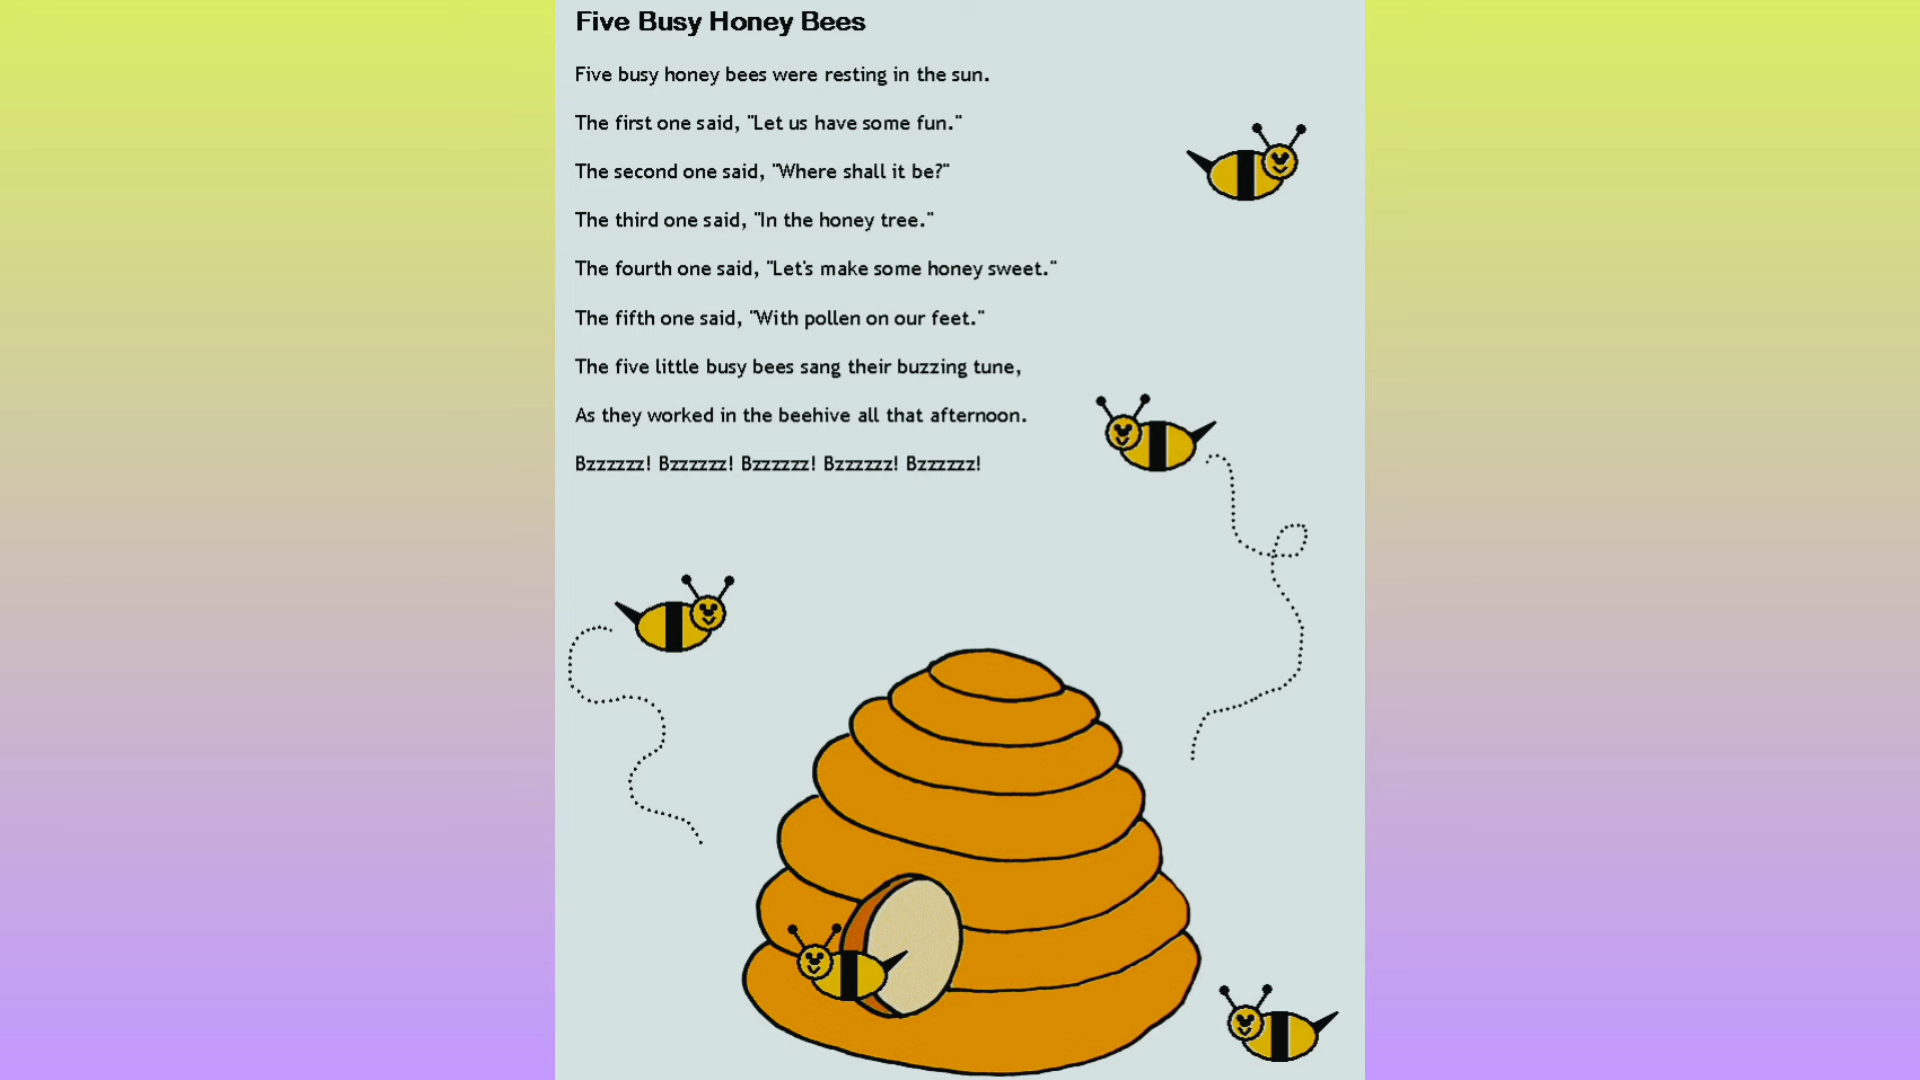 Five Busy Honey Bees
Five busy honey bees were resting in the sun.
The first one said, "Let us have some fun."
The second one said, "Where shall it be?"
The third one said, "In the honey tree."
The fourth one said, "Let's make some honey sweet."
The fifth one said, "With pollen on our feet."
The five little busy bees sang their buzzing tune,
As they worked in the beehive all that afternoon.
Bzzzzzz! Bzzzzzz! Bzzzzzz! Bzzzzzz! Bzzzzzz!